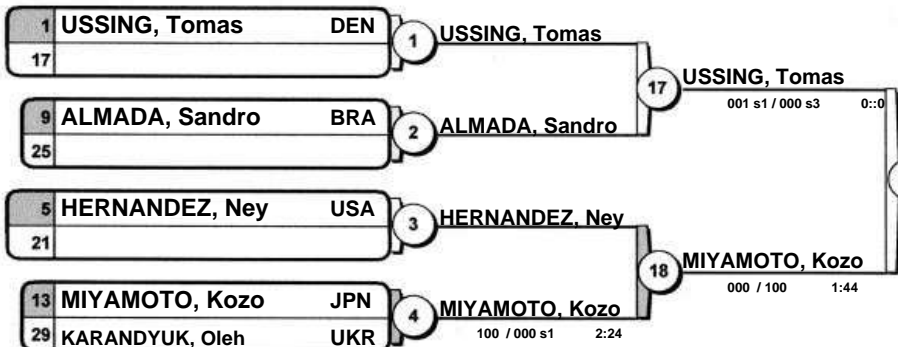 1 USSING, Tomas DEN
17
1
USSING, Tomas
9 ALMADA, Sandro BRA
25
2
ALMADA, Sandro
17
USSING, Tomas
001 s1 / 000 s3 0::0
5 HERNANDEZ, Ney USA
21
3
HERNANDEZ, Ney
13 MIYAMOTO, Kozo JPN
29 KARANDYUK, Oleh UKR
4
MIYAMOTO, Kozo
100 / 000 s1 2:24
18
MIYAMOTO, Kozo
000 / 100 1:44